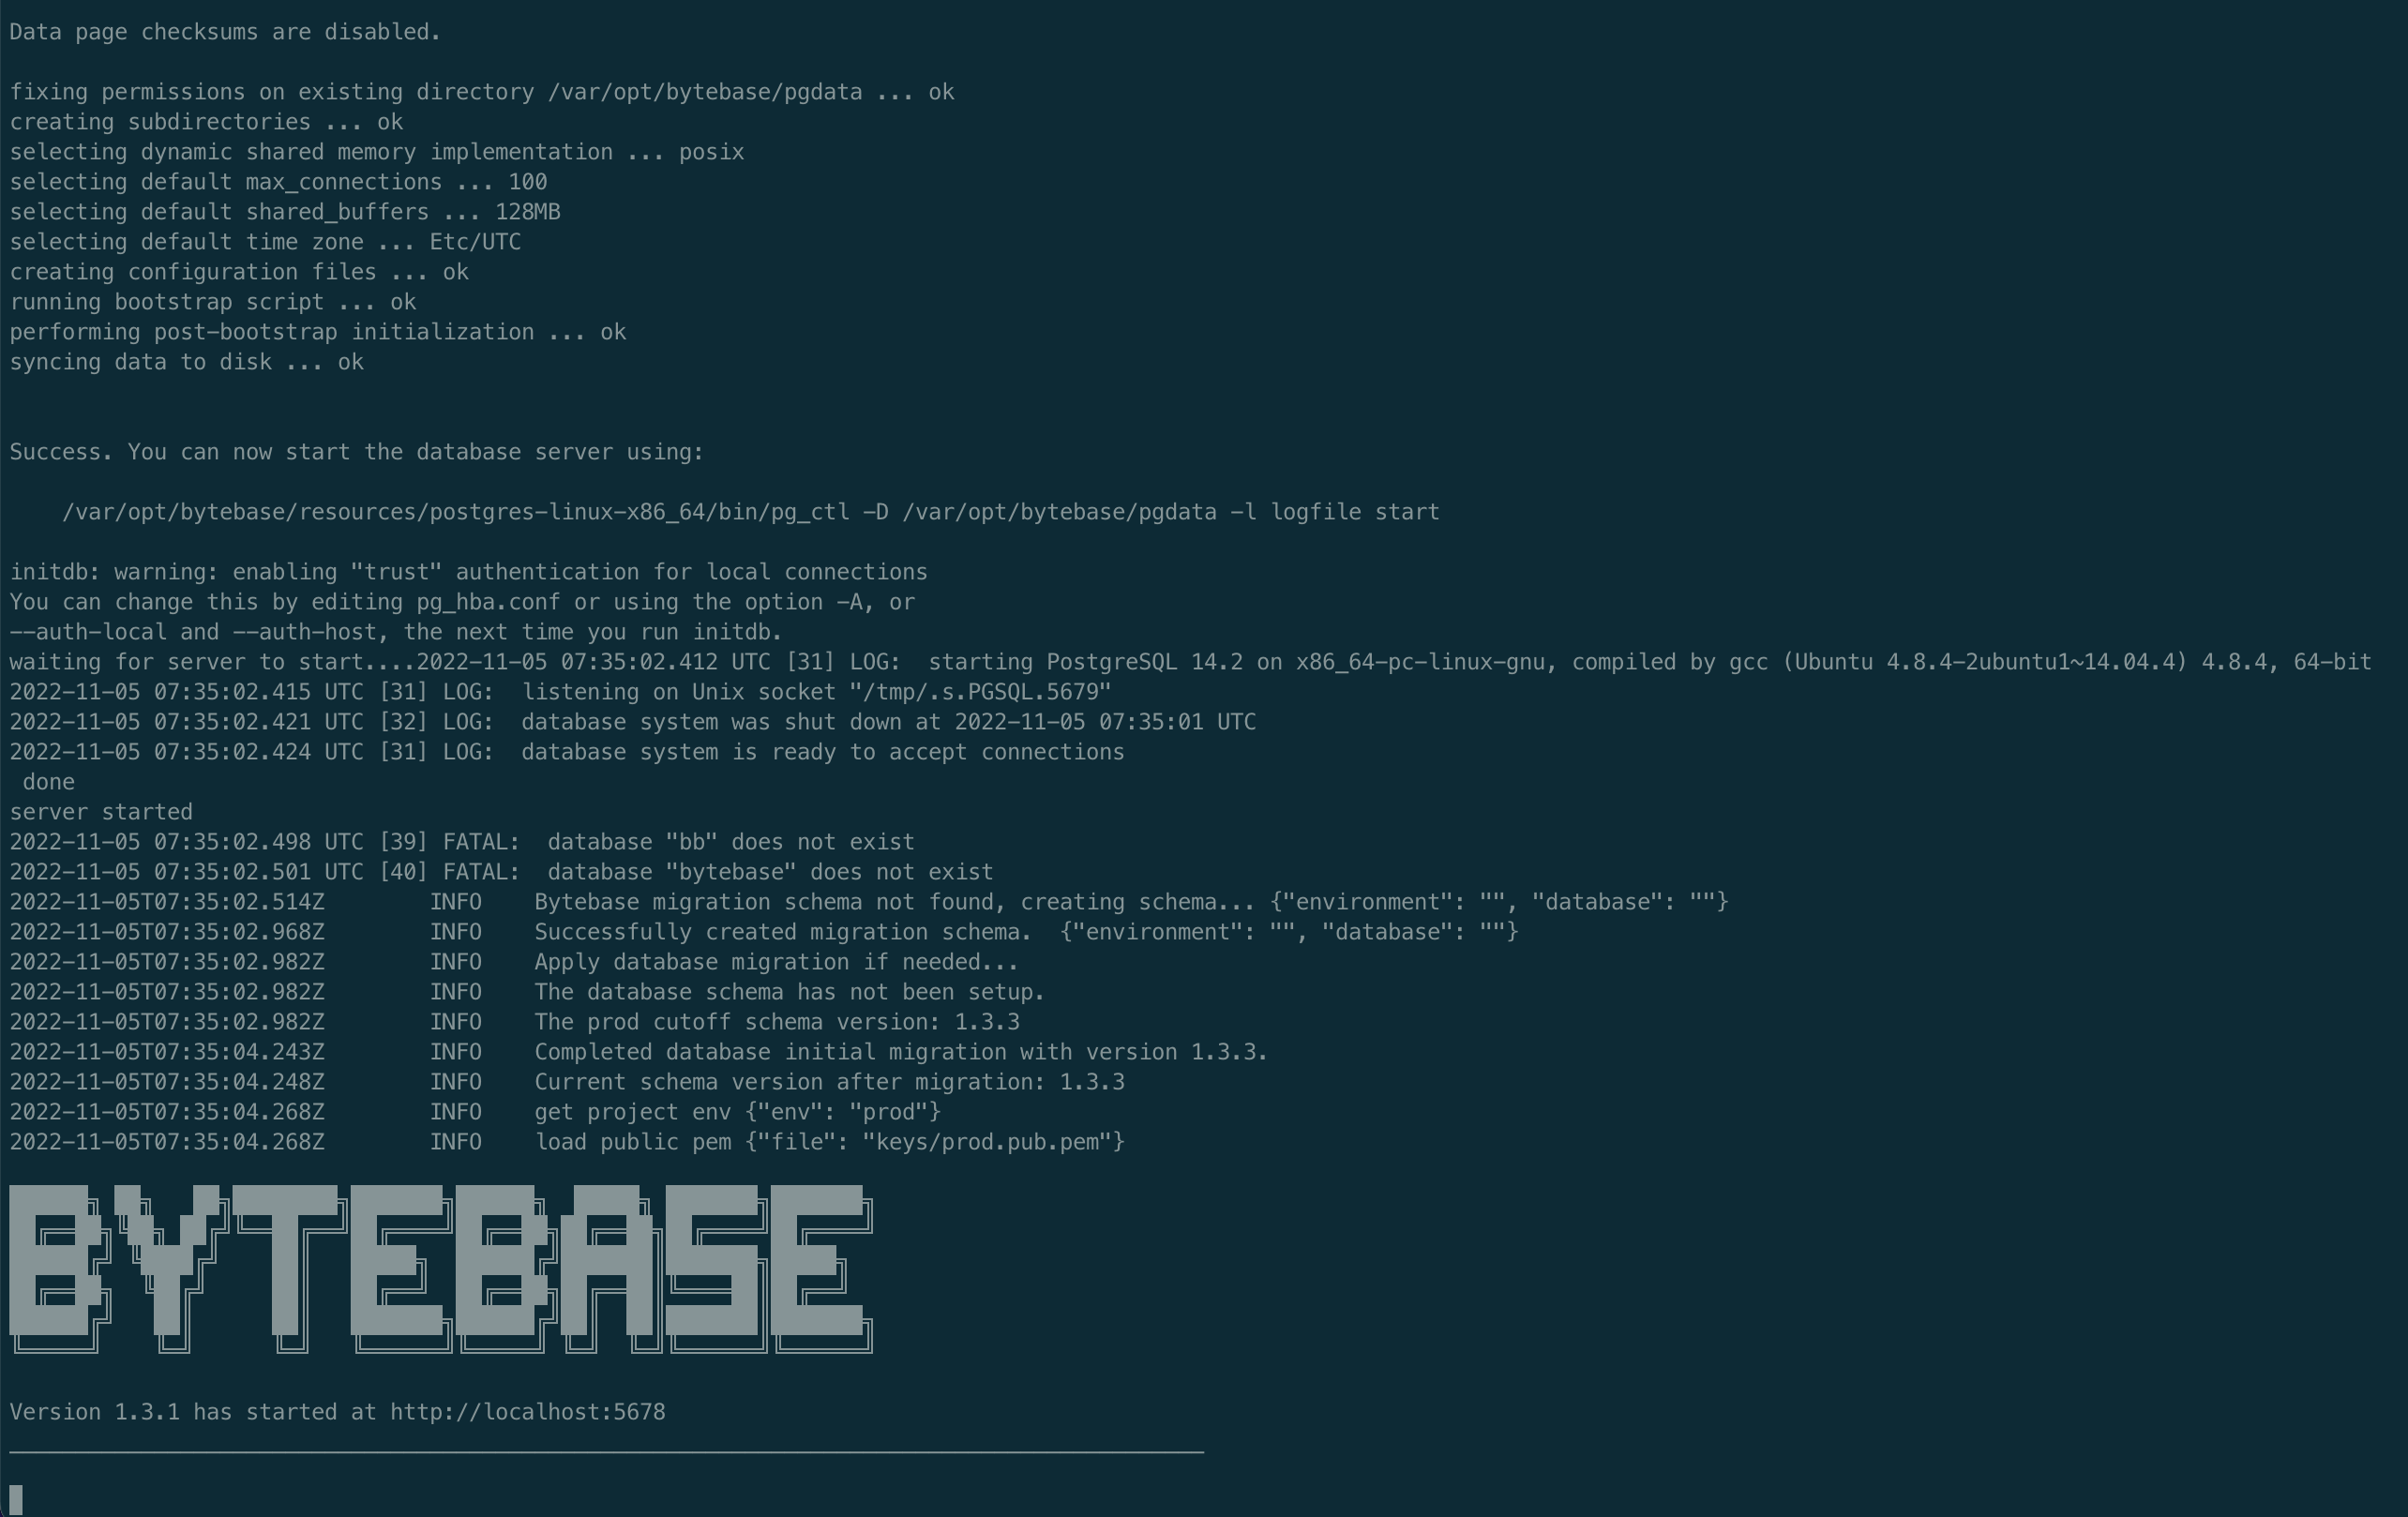 Data page checksums are disabled.
fixing permissions on existing directory /var/opt/bytebase/pgdata ... ok
creating subdirectories ... ok
selecting dynamic shared memory implementation ... posix
selecting default max_connections ... 100
selecting default shared_buffers ... 128MB
selecting default time zone ... Etc/UTC
creating configuration files ... ok
running bootstrap script ... ok
performing post-bootstrap initialization ... ok
syncing data to disk ... ok
Success. You can now start the database server using:
/var/opt/bytebase/resources/postgres-linux-x86_64/bin/pg_ctl -D /var/opt/bytebase/pgdata -l logfile start
initdb: warning: enabling "trust" authentication for local connections
You can change this by editing pg_hba.conf or using the option -A, or
--auth-local and --auth-host, the next time you run initdb.
waiting for server to start....2022-11-05 07:35:02.412 UTC [31] LOG:  starting PostgreSQL 14.2 on x86_64-pc-linux-gnu, compiled by gcc (Ubuntu 4.8.4-2ubuntu1~14.04.4) 4.8.4, 64-bit
2022-11-05 07:35:02.415 UTC [31] LOG:  listening on Unix socket "/tmp/.s.PGSQL.5679"
2022-11-05 07:35:02.421 UTC [32] LOG:  database system was shut down at 2022-11-05 07:35:01 UTC
2022-11-05 07:35:02.424 UTC [31] LOG:  database system is ready to accept connections
done
server started
2022-11-05 07:35:02.498 UTC [39] FATAL:  database "bb" does not exist
2022-11-05 07:35:02.501 UTC [40] FATAL:  database "bytebase" does not exist
2022-11-05T07:35:02.514Z        INFO    Bytebase migration schema not found, creating schema... {"environment": "", "database": ""}
2022-11-05T07:35:02.968Z        INFO    Successfully created migration schema.  {"environment": "", "database": ""}
2022-11-05T07:35:02.982Z        INFO    Apply database migration if needed...
2022-11-05T07:35:02.982Z        INFO    The database schema has not been setup.
2022-11-05T07:35:02.982Z        INFO    The prod cutoff schema version: 1.3.3
2022-11-05T07:35:04.243Z        INFO    Completed database initial migration with version 1.3.3.
2022-11-05T07:35:04.248Z        INFO    Current schema version after migration: 1.3.3
2022-11-05T07:35:04.268Z        INFO    get project env {"env": "prod"}
2022-11-05T07:35:04.268Z        INFO    load public pem {"file": "keys/prod.pub.pem"}
BYTEBASE
Version 1.3.1 has started at http://localhost:5678